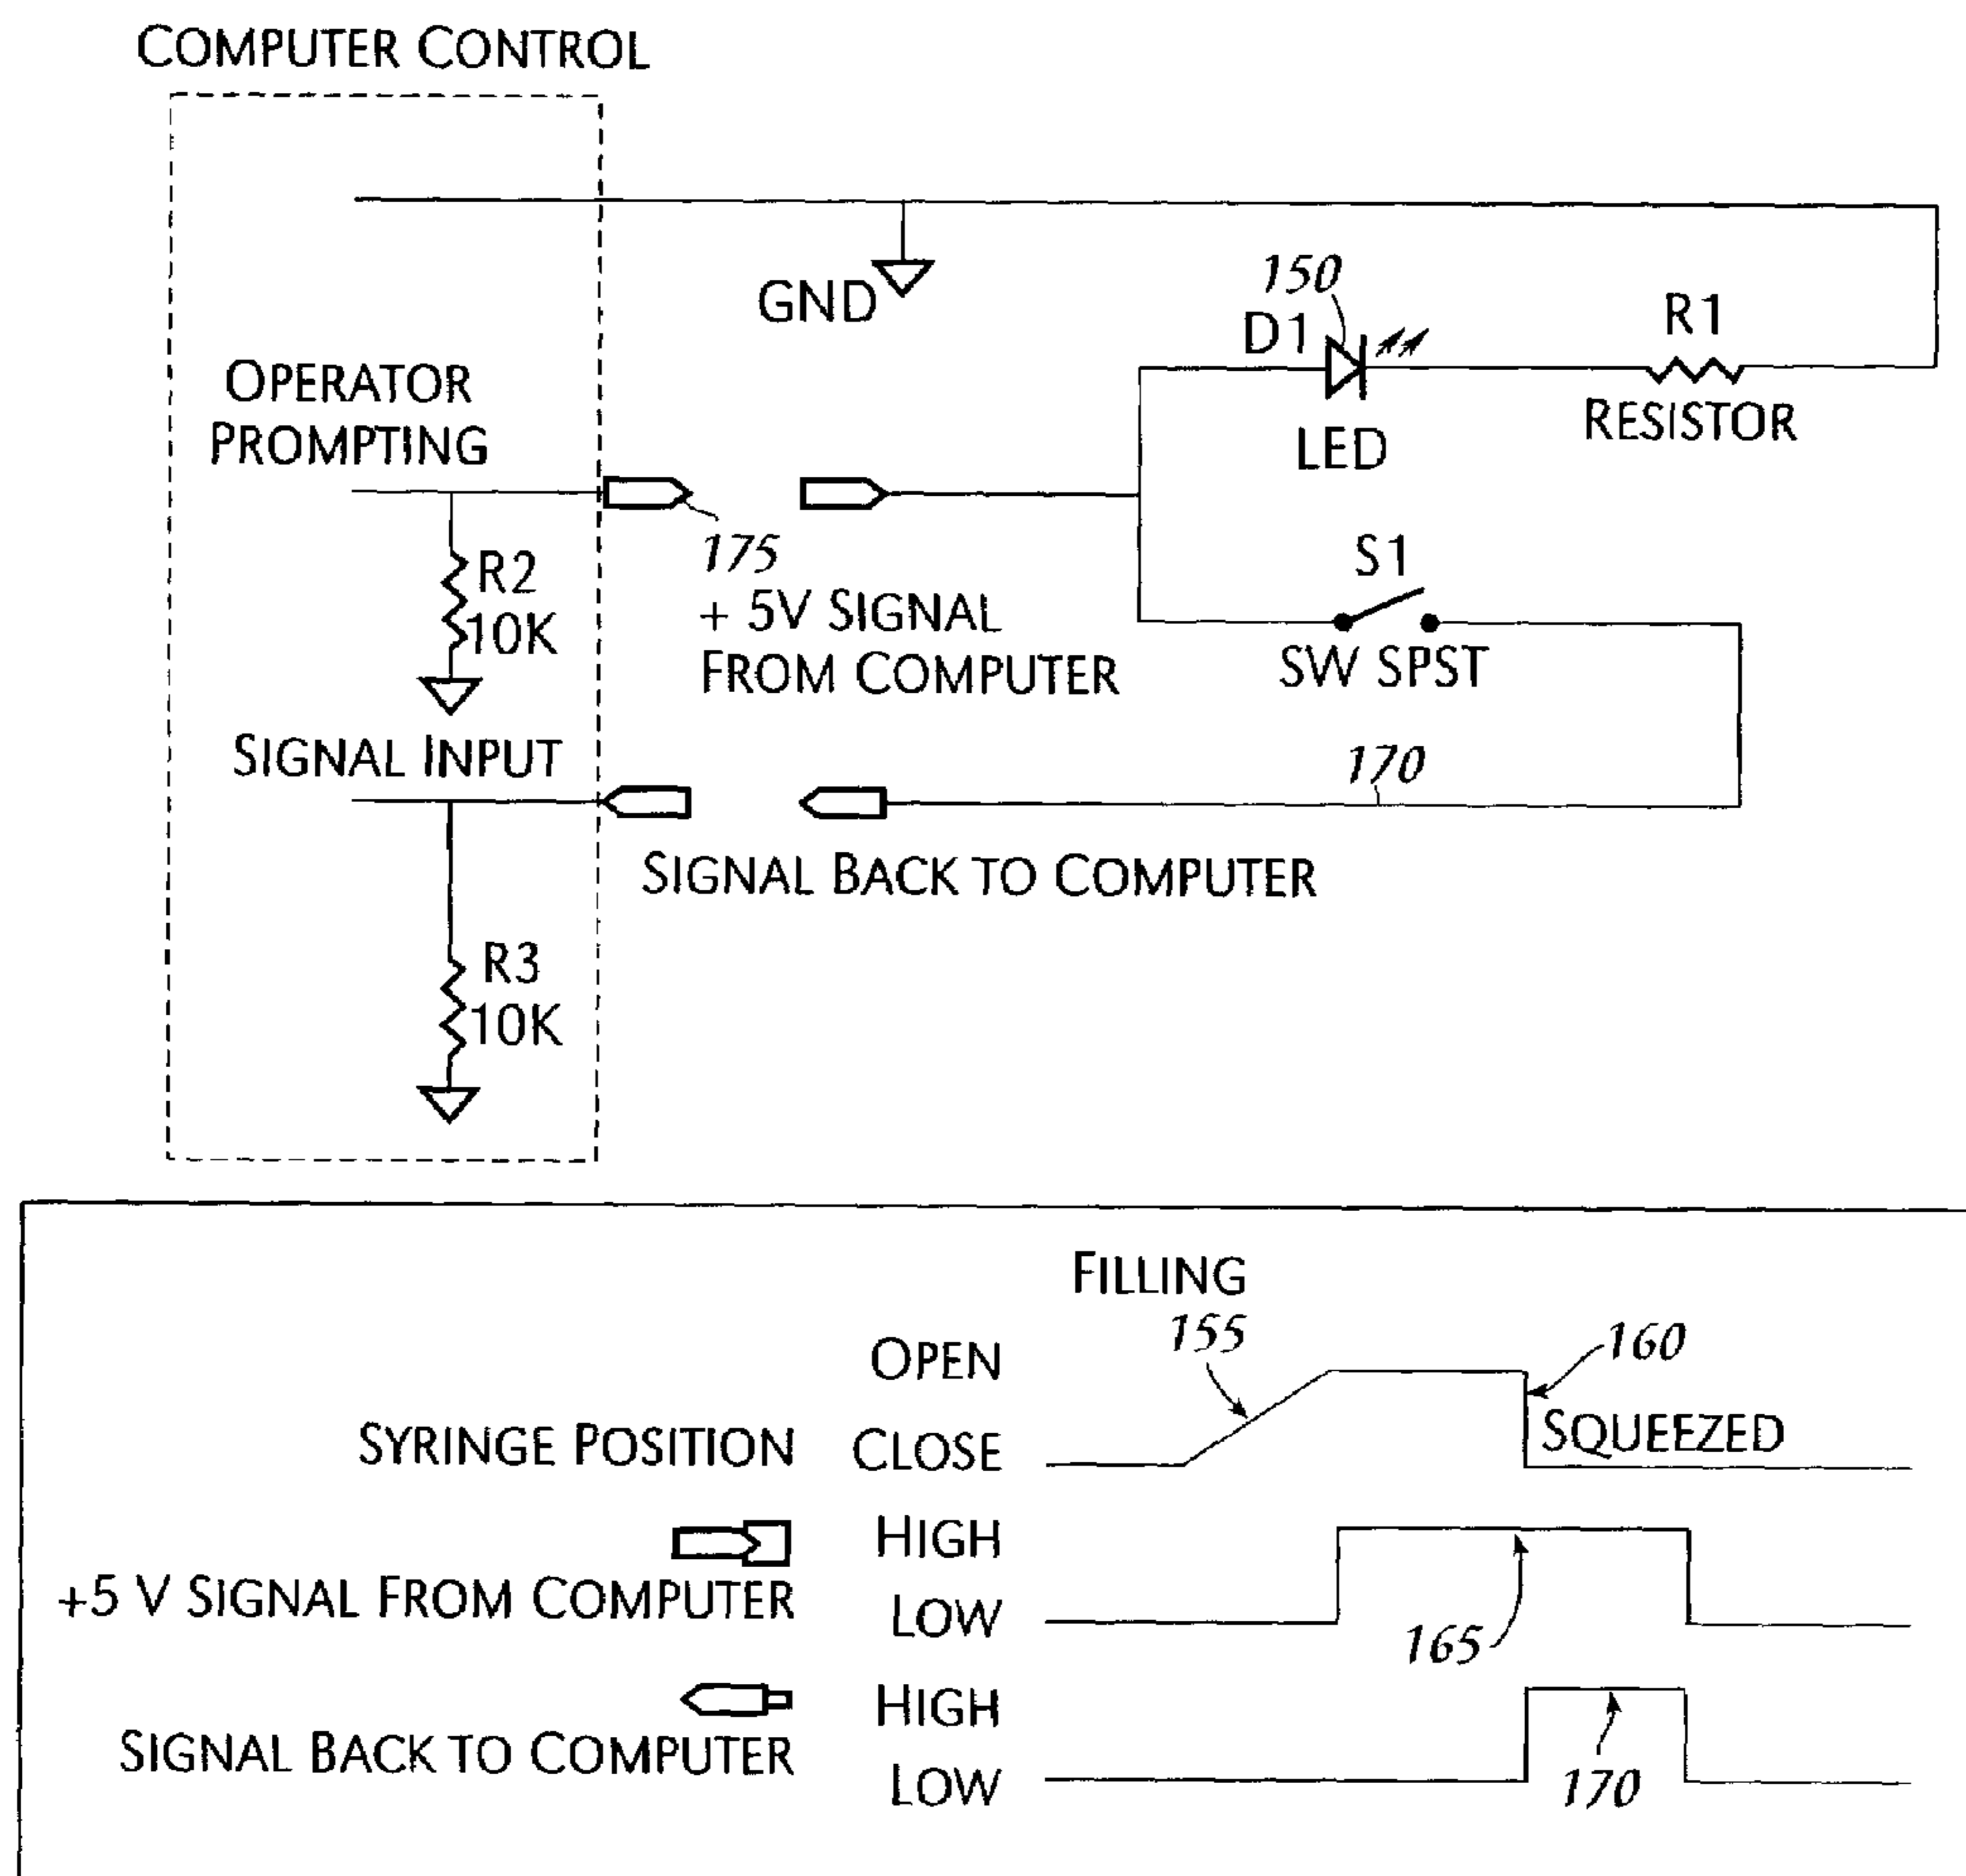 COMPUTER CONTROL
GND
150
D1
LED
R1
RESISTOR
OPERATOR
PROMPTING
175
R2
10K
+ 5V SIGNAL
FROM COMPUTER
S1
SW SPST
SIGNAL INPUT
170
SIGNAL BACK TO COMPUTER
R3
10K
FILLING
155
OPEN
160
SYRINGE POSITION CLOSE
SQUEEZED
HIGH
+5 V SIGNAL FROM COMPUTER
LOW
165
HIGH
SIGNAL BACK TO COMPUTER
LOW
170